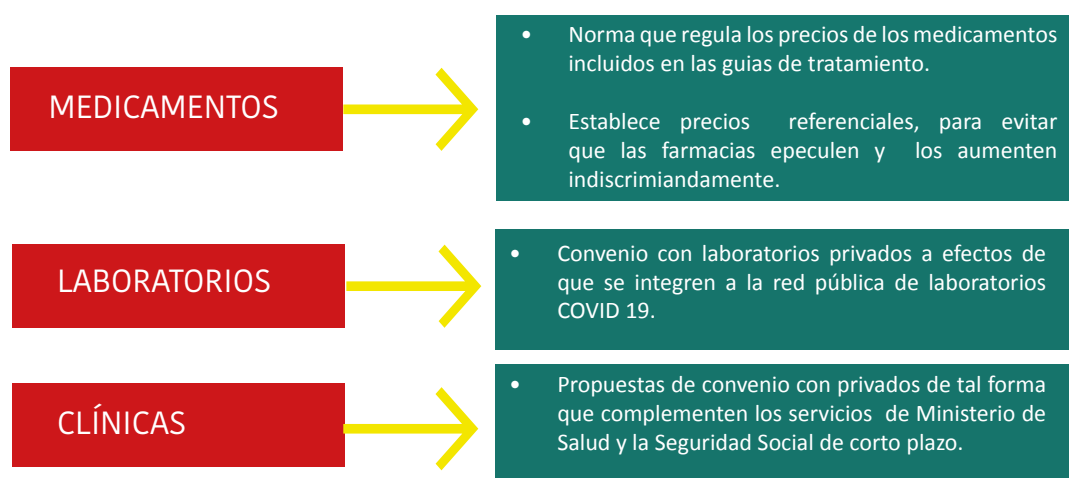 MEDICAMENTOS
• Norma que regula los precios de los medicamentos
incluidos en las guias de tratamiento.
• Establece precios referenciales, para evitar
que las farmacias epeculen y los aumenten
indiscrimiandamente.
LABORATORIOS
• Convenio con laboratorios privados a efectos de
que se integren a la red pública de laboratorios
COVID 19.
CLÍNICAS
• Propuestas de convenio con privados de tal forma
que complementen los servicios de Ministerio de
Salud y la Seguridad Social de corto plazo.